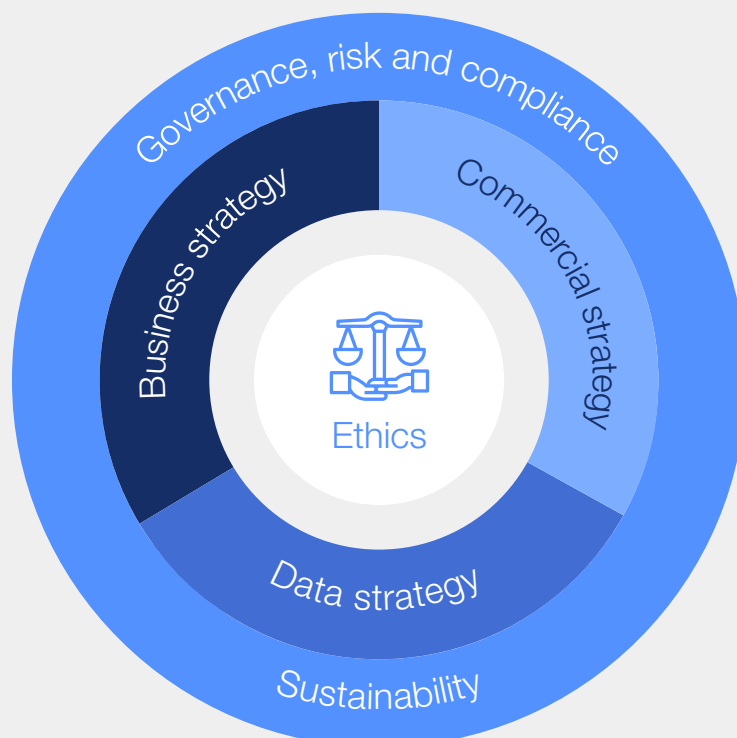 Governance, risk and compliance
Business strategy
Commercial strategy
Ethics
Data strategy
Sustainability